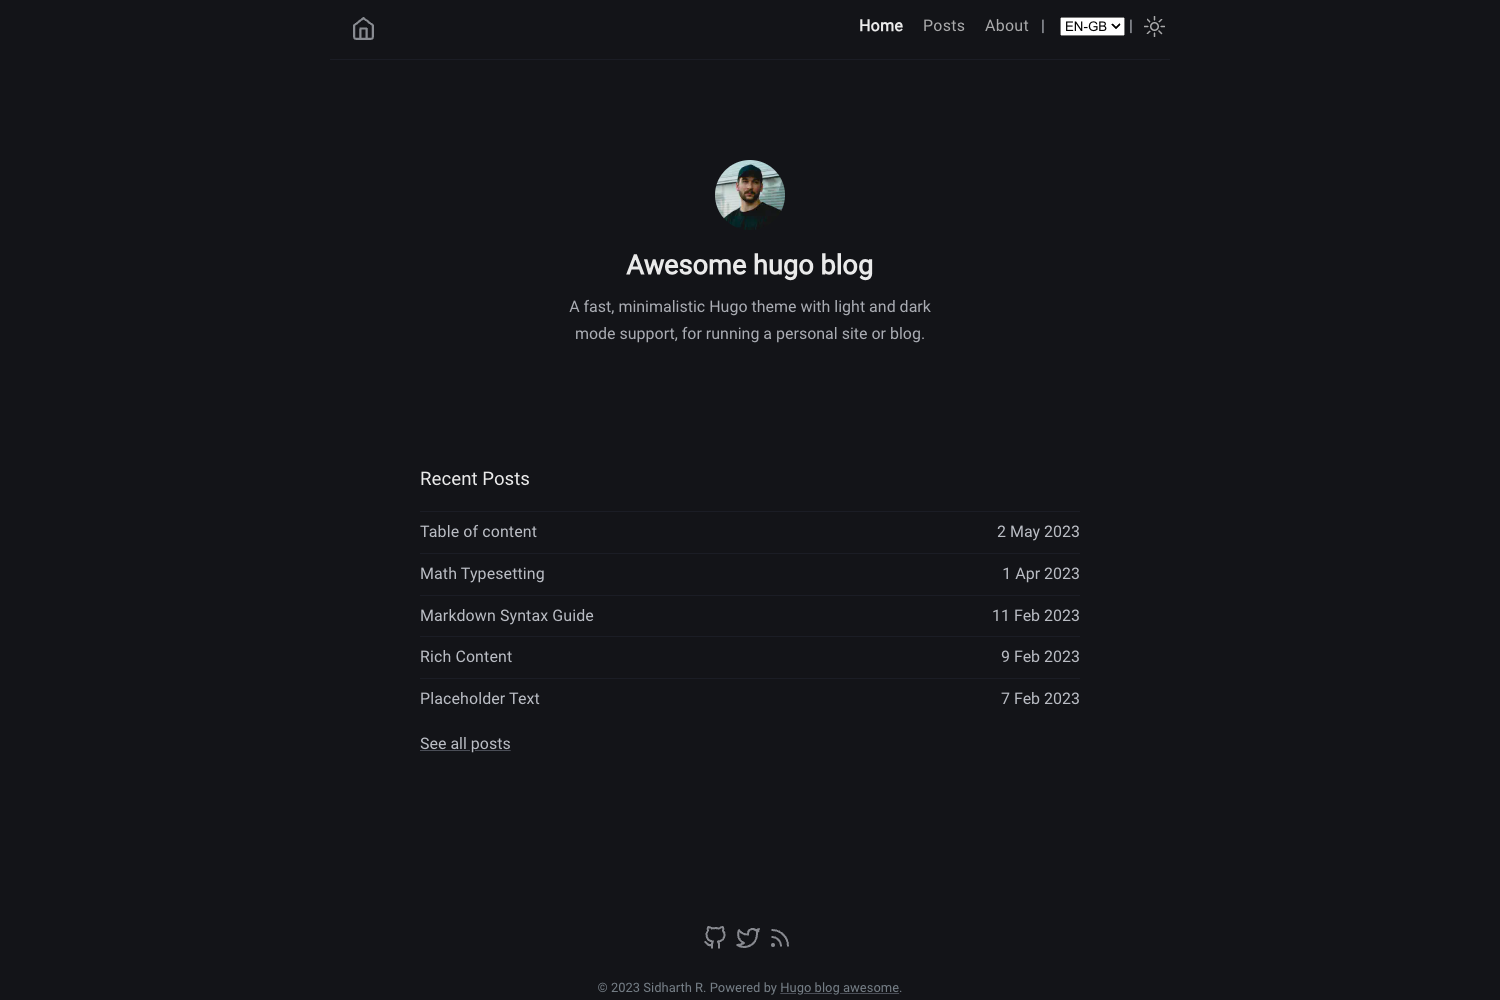 Home Posts About | EN-GB |
Awesome hugo blog
A fast, minimalistic Hugo theme with light and dark
mode support, for running a personal site or blog.
Recent Posts
Table of content 2 May 2023
Math Typesetting 1 Apr 2023
Markdown Syntax Guide 11 Feb 2023
Rich Content 9 Feb 2023
Placeholder Text 7 Feb 2023
See all posts
© 2023 Sidharth R. Powered by Hugo blog awesome.